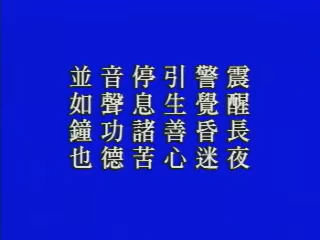 震醒長夜
警覺昏迷
引生善心
停息諸苦
音聲功德
並如鐘也